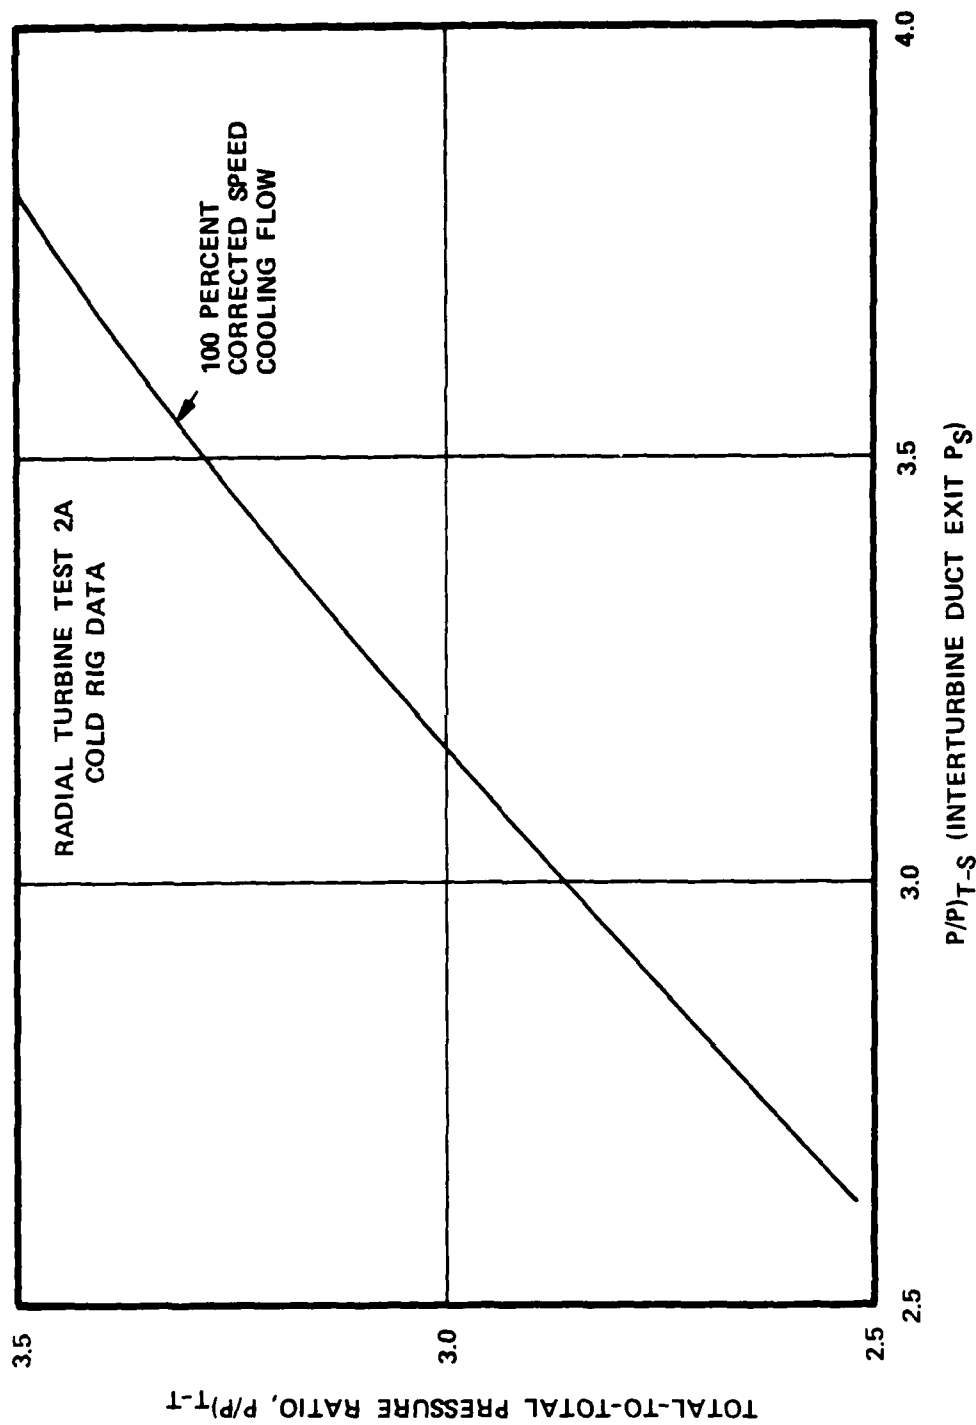 RADIAL TURBINE TEST 2A
COLD RIG DATA
100 PERCENT
CORRECTED SPEED
COOLING FLOW
TOTAL-TO-TOTAL PRESSURE RATIO, P/P)T-T
3.5
3.0
2.5
2.5
3.0
3.5
4.0
P/P)T-S (INTERTURBINE DUCT EXIT PS)